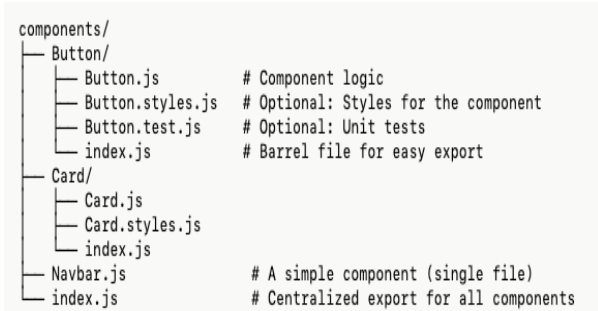 components/
├── Button/
│   ├── Button.js          # Component logic
│   ├── Button.styles.js   # Optional: Styles for the component
│   ├── Button.test.js     # Optional: Unit tests
│   └── index.js           # Barrel file for easy export
├── Card/
│   ├── Card.js
│   ├── Card.styles.js
│   └── index.js
├── Navbar.js               # A simple component (single file)
└── index.js                # Centralized export for all components